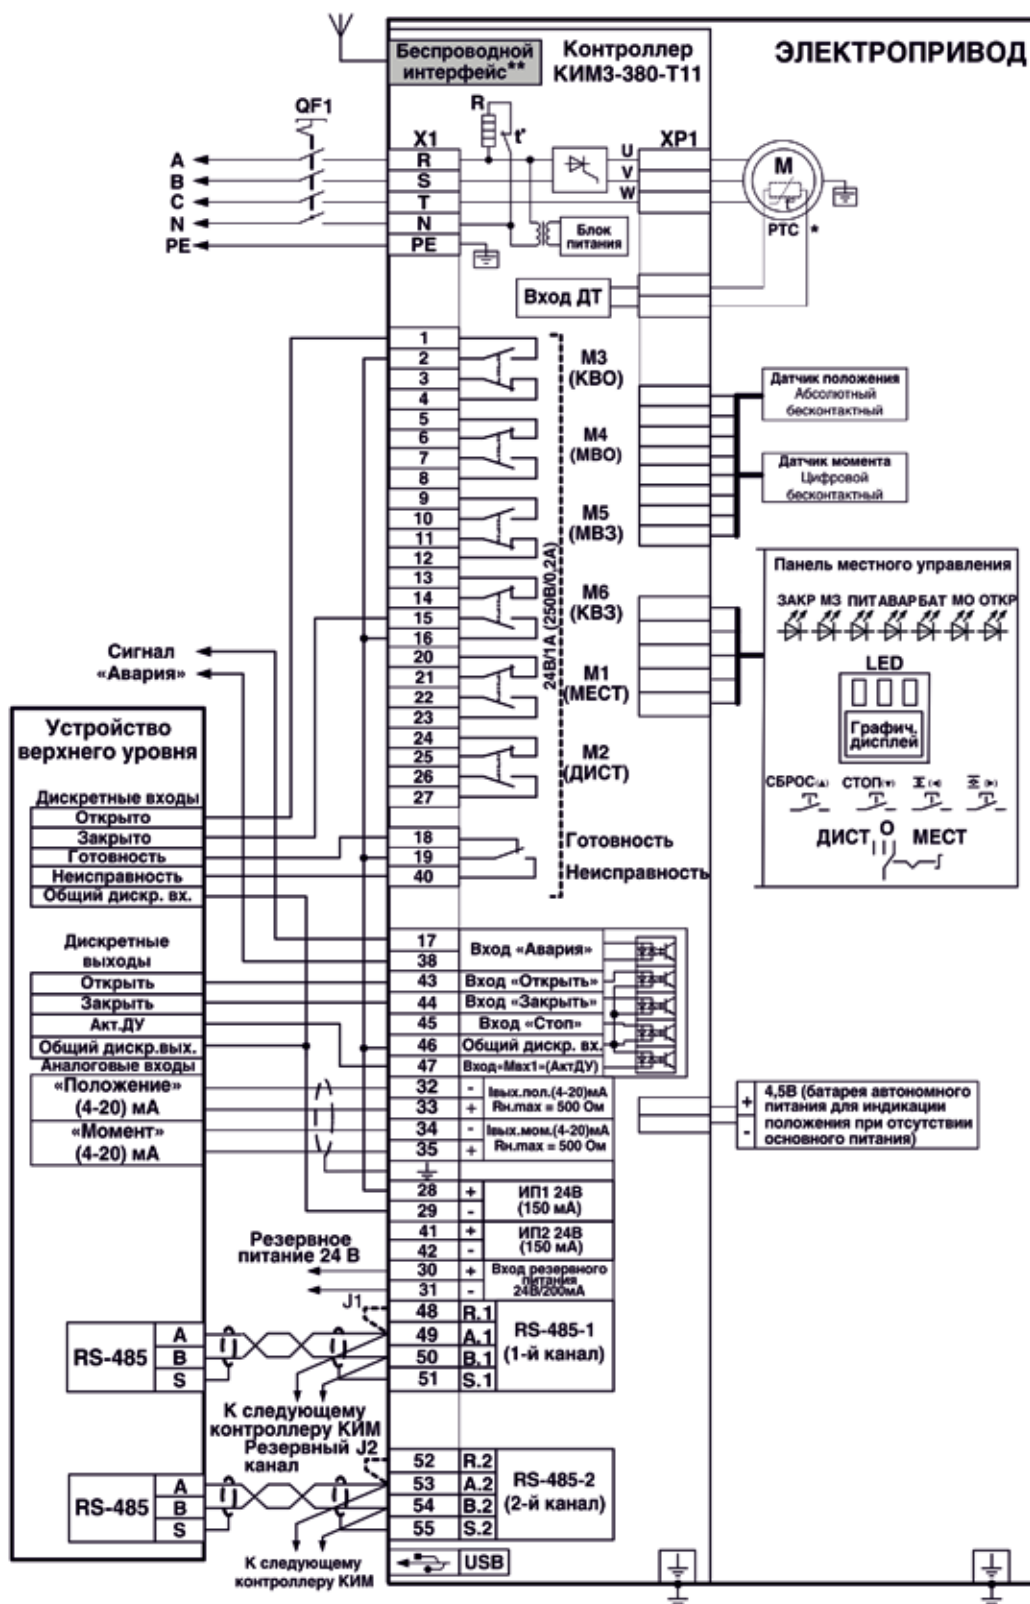 Беспроводной
интерфейс**
Контроллер
КИМ3-380-Т11
ЭЛЕКТРОПРИВОД
QF1
R
t°
X1
XP1
A
B
C
N
PE
R
S
T
N
PE
U
V
W
M
t°
PTC *
Блок
питания
Вход ДТ
1
2
3
4
5
6
7
8
9
10
11
12
13
14
15
16
20
21
22
23
24
25
26
27
18
19
40
24В/1А (250В/0,2А)
М3
(КВО)
М4
(МВО)
М5
(МВЗ)
М6
(КВЗ)
М1
(МЕСТ)
М2
(ДИСТ)
Готовность
Неисправность
Датчик положения
Абсолютный
бесконтактный
Датчик момента
Цифровой
бесконтактный
Панель местного управления
ЗАКР МЗ ПИТ АВАР БАТ МО ОТКР
LED
Графич.
дисплей
СБРОС(▲) СТОП(▼) (◄) (►)
ДИСТ О МЕСТ
Сигнал
«Авария»
Устройство
верхнего уровня
Дискретные входы
Открыто
Закрыто
Готовность
Неисправность
Общий дискр. вх.
Дискретные
выходы
Открыть
Закрыть
Акт.ДУ
Общий дискр.вых.
Аналоговые входы
«Положение»
(4-20) мА
«Момент»
(4-20) мА
17
38
Вход «Авария»
43 Вход «Открыть»
44 Вход «Закрыть»
45 Вход «Стоп»
46 Общий дискр. вх.
47 Вход«Мвх1»(АктДУ)
32 -
33 +
Iвых.пол.(4-20)мА
Rн.max = 500 Ом
34 -
35 +
Iвых.мом.(4-20)мА
Rн.max = 500 Ом
28 +
29 -
ИП1 24В
(150 мА)
41 +
42 -
ИП2 24В
(150 мА)
30 +
31 -
Вход резервного
питания
24В/200мА
+
-
4,5В (батарея автономного
питания для индикации
положения при отсутствии
основного питания)
Резервное
питание 24 В
J1
48 R.1
49 A.1
50 B.1
51 S.1
RS-485-1
(1-й канал)
RS-485
A
B
S
К следующему
контроллеру КИМ
Резервный J2
канал
52 R.2
53 A.2
54 B.2
55 S.2
RS-485-2
(2-й канал)
RS-485
A
B
S
К следующему
контроллеру КИМ
USB